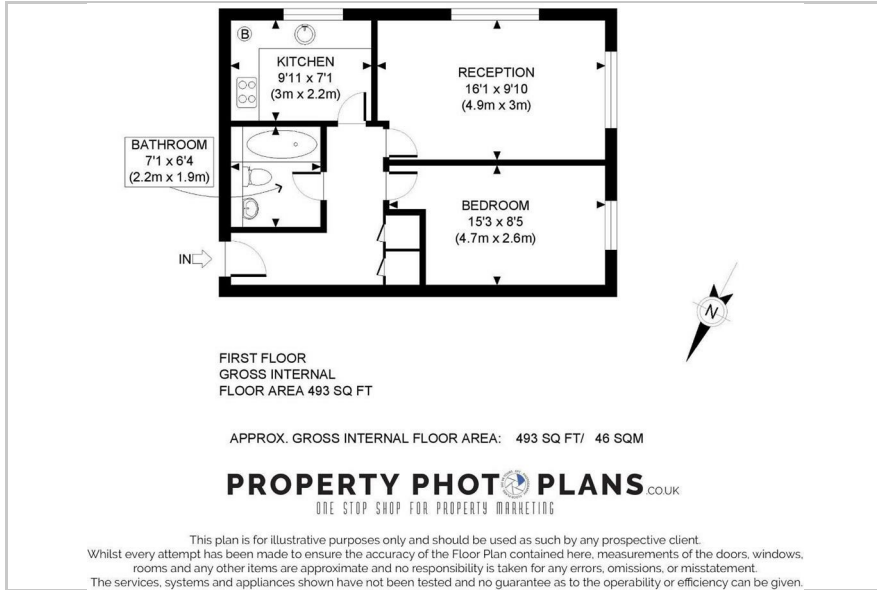 B
KITCHEN
9'11 x 7'1
(3m x 2.2m)
RECEPTION
16'1 x 9'10
(4.9m x 3m)
BATHROOM
7'1 x 6'4
(2.2m x 1.9m)
BEDROOM
15'3 x 8'5
(4.7m x 2.6m)
IN
N
FIRST FLOOR
GROSS INTERNAL
FLOOR AREA 493 SQ FT
APPROX. GROSS INTERNAL FLOOR AREA: 493 SQ FT/ 46 SQM
PROPERTY PHOTO PLANS.CO.UK
ONE STOP SHOP FOR PROPERTY MARKETING
This plan is for illustrative purposes only and should be used as such by any prospective client.
Whilst every attempt has been made to ensure the accuracy of the Floor Plan contained here, measurements of the doors, windows,
rooms and any other items are approximate and no responsibility is taken for any errors, omissions, or misstatement.
The services, systems and appliances shown have not been tested and no guarantee as to the operability or efficiency can be given.